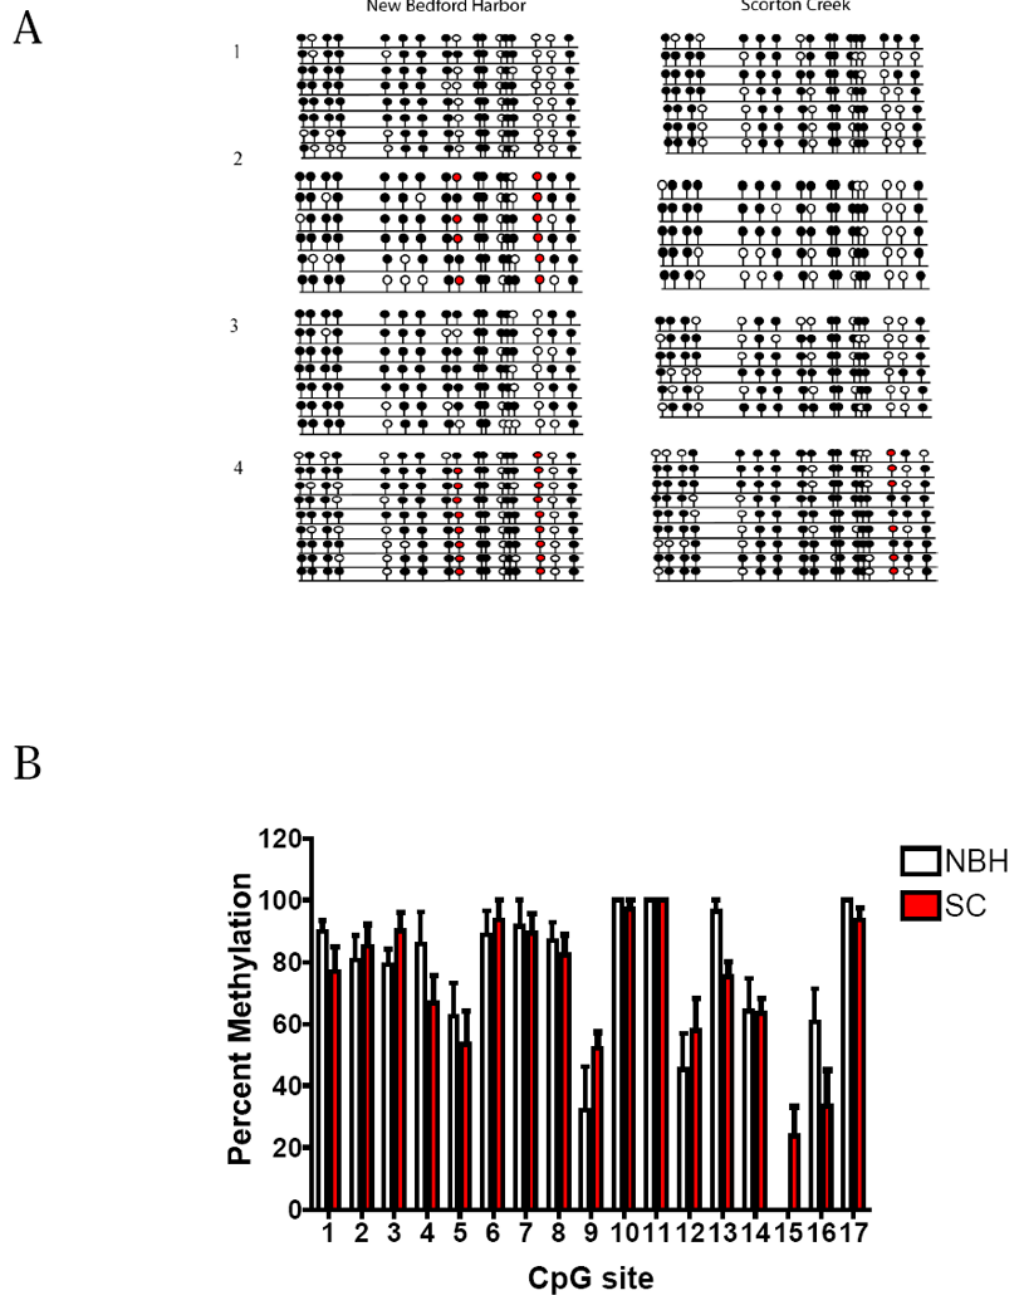 A
New Bedford Harbor
Scorton Creek
1
2
3
4
B
120
100
80
60
40
20
0
Percent Methylation
NBH
SC
1 2 3 4 5 6 7 8 9 10 11 12 13 14 15 16 17
CpG site